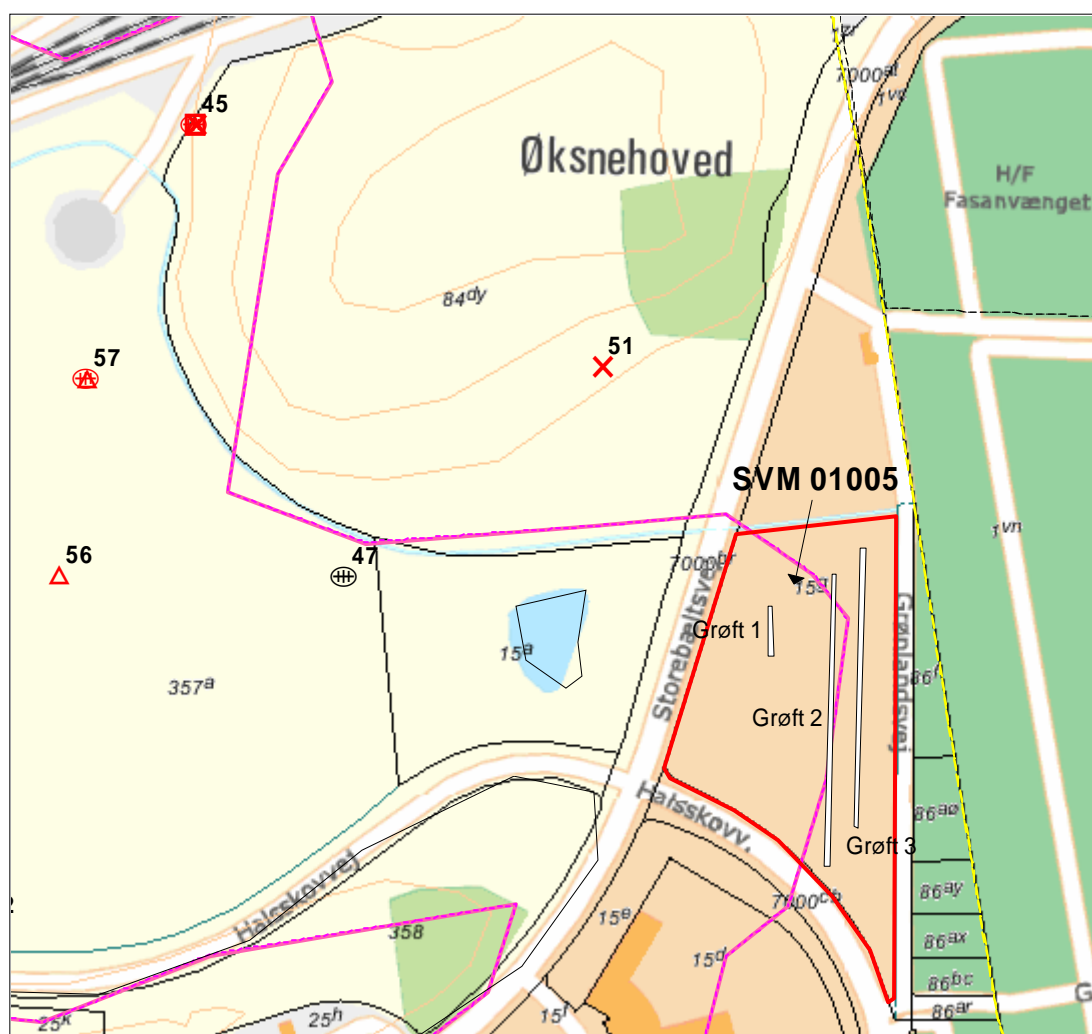 7000al
1vr
45
Øksnehoved
H/F
Fasanvænget
84dy
51
57
SVM 01005
1vn
56
47
7000br
15q
Grøft 1
Storebæltsvej
Grønlandsvej
86f
15a
357a
Grøft 2
Halsskovv.
86aø
Grøft 3
Halsskovvej
7000cb
86ay
358
15e
15d
86ax
86bc
G
86ar
25k
25h
15f